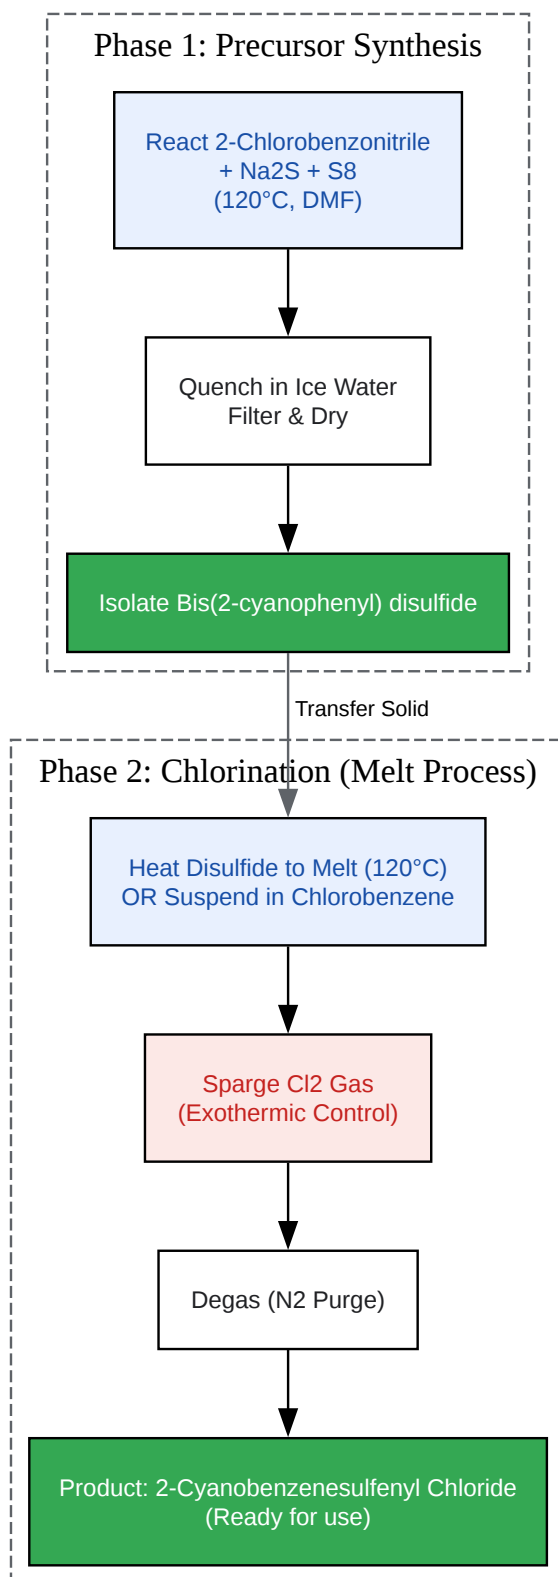 Phase 1: Precursor Synthesis
React 2-Chlorobenzonitrile
+ Na2S + S8
(120°C, DMF)
Quench in Ice Water
Filter & Dry
Isolate Bis(2-cyanophenyl) disulfide
Transfer Solid
Phase 2: Chlorination (Melt Process)
Heat Disulfide to Melt (120°C)
OR Suspend in Chlorobenzene
Sparge Cl2 Gas
(Exothermic Control)
Degas (N2 Purge)
Product: 2-Cyanobenzenesulfenyl Chloride
(Ready for use)